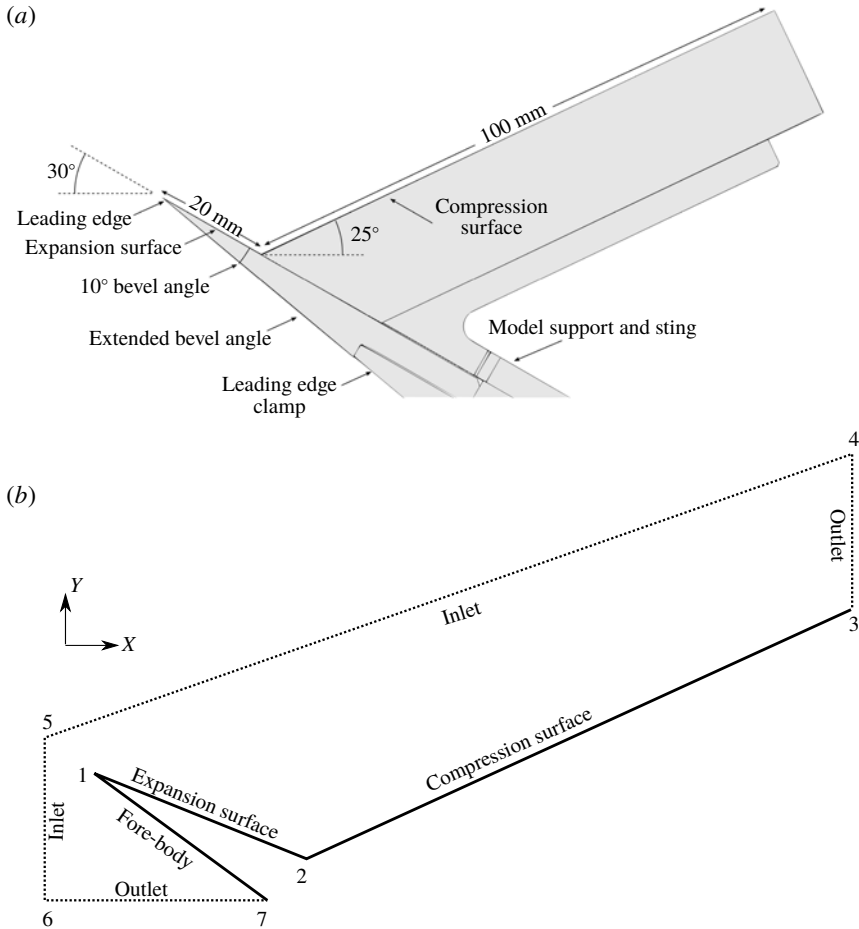 (a)
100 mm
30°
20 mm
Leading edge
Expansion surface
25°
Compression
surface
10° bevel angle
Extended bevel angle
Model support and sting
Leading edge
clamp
(b)
4
Outlet
Y
X
Inlet
3
5
1
Expansion surface
Compression surface
Inlet
Fore-body
2
Outlet
6
7